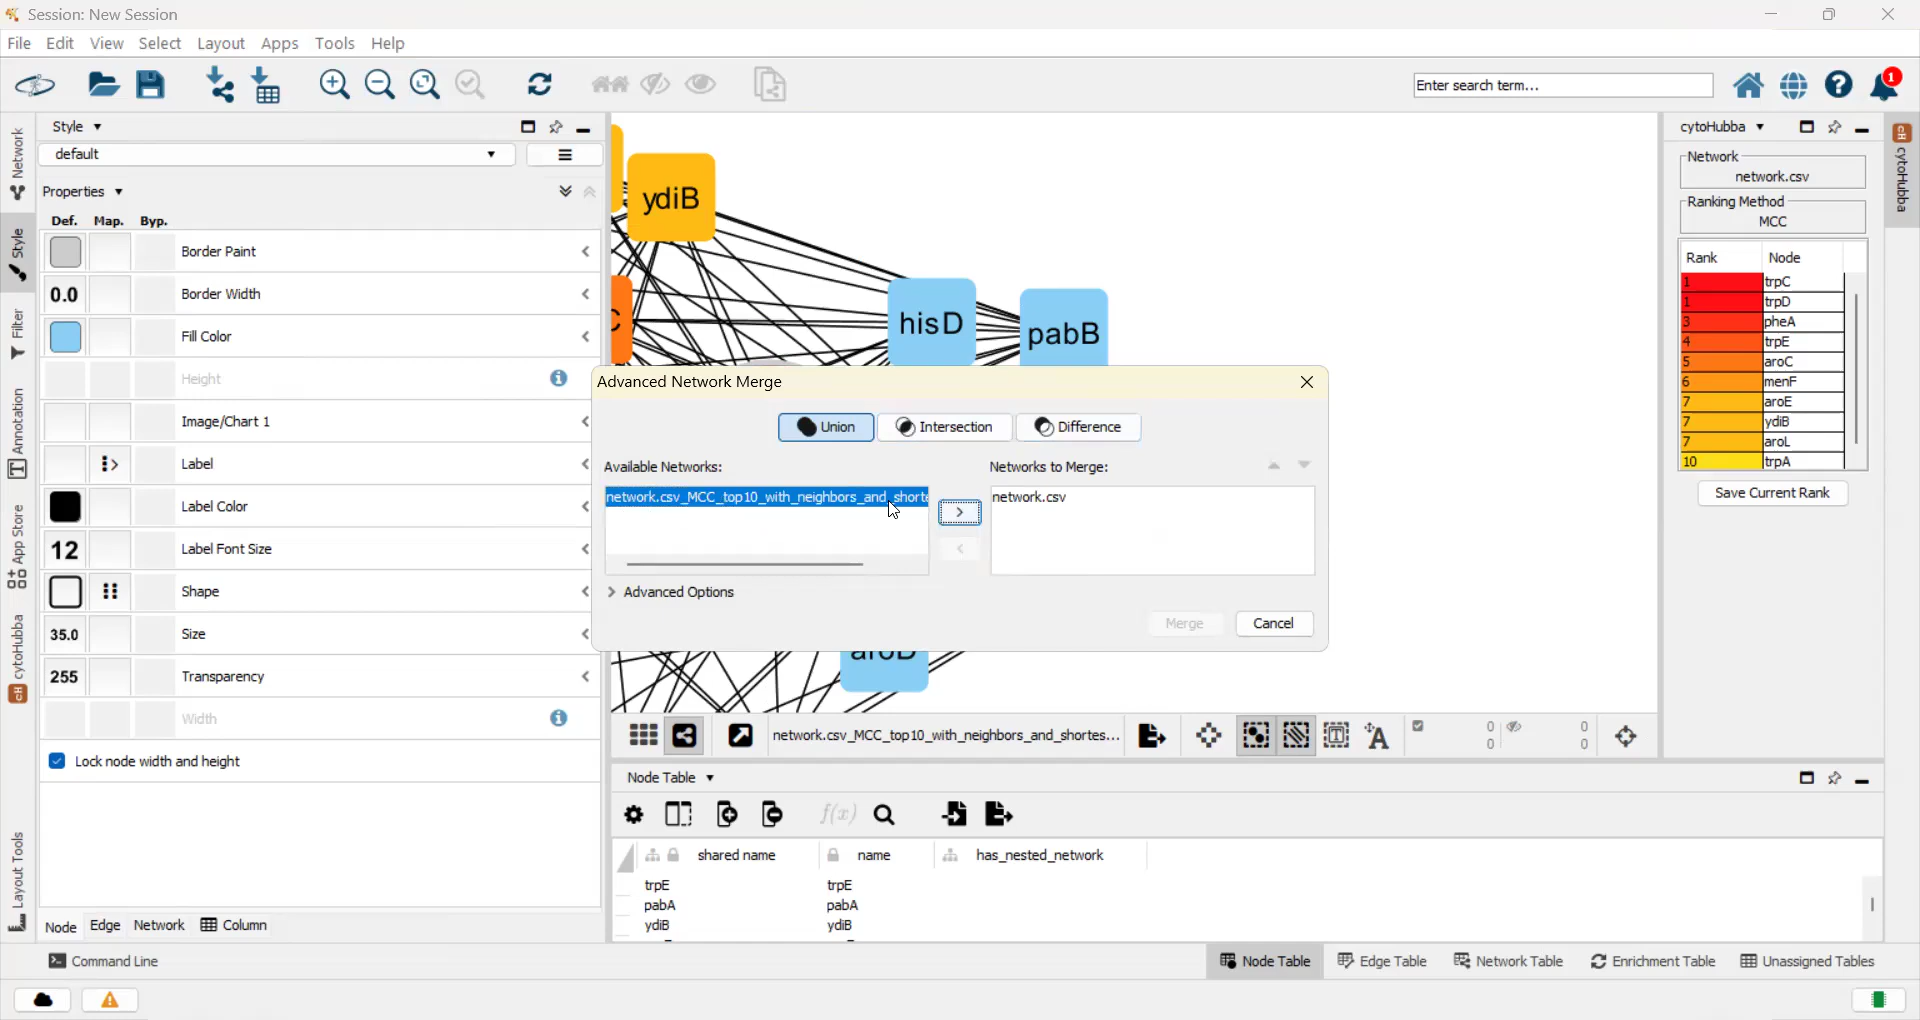 Session: New Session
File Edit View Select Layout Apps Tools Help
Enter search term...
1
Network
Style
Filter
Annotation
App Store
cytoHubba
Layout Tools
Style
default
Properties
Def. Map. Byp.
Border Paint
0.0 Border Width
Fill Color
Height
Image/Chart 1
Label
Label Color
12 Label Font Size
Shape
35.0 Size
255 Transparency
Width
Lock node width and height
Node Edge Network Column
ydiB
hisD
pabB
C
aroD
Advanced Network Merge
Union Intersection Difference
Available Networks:
network.csv_MCC_top10_with_neighbors_and_shorte
Networks to Merge:
network.csv
Advanced Options
Merge Cancel
network.csv_MCC_top10_with_neighbors_and_shortes...
0 0
0 0
Node Table
f(x)
shared name name has_nested_network
trpE trpE
pabA pabA
ydiB ydiB
cytoHubba
Network
network.csv
Ranking Method
MCC
Rank Node
1 trpC
1 trpD
3 pheA
4 trpE
5 aroC
6 menF
7 aroE
7 ydiB
7 aroL
10 trpA
Save Current Rank
cH cytoHubba
Command Line
Node Table Edge Table Network Table Enrichment Table Unassigned Tables